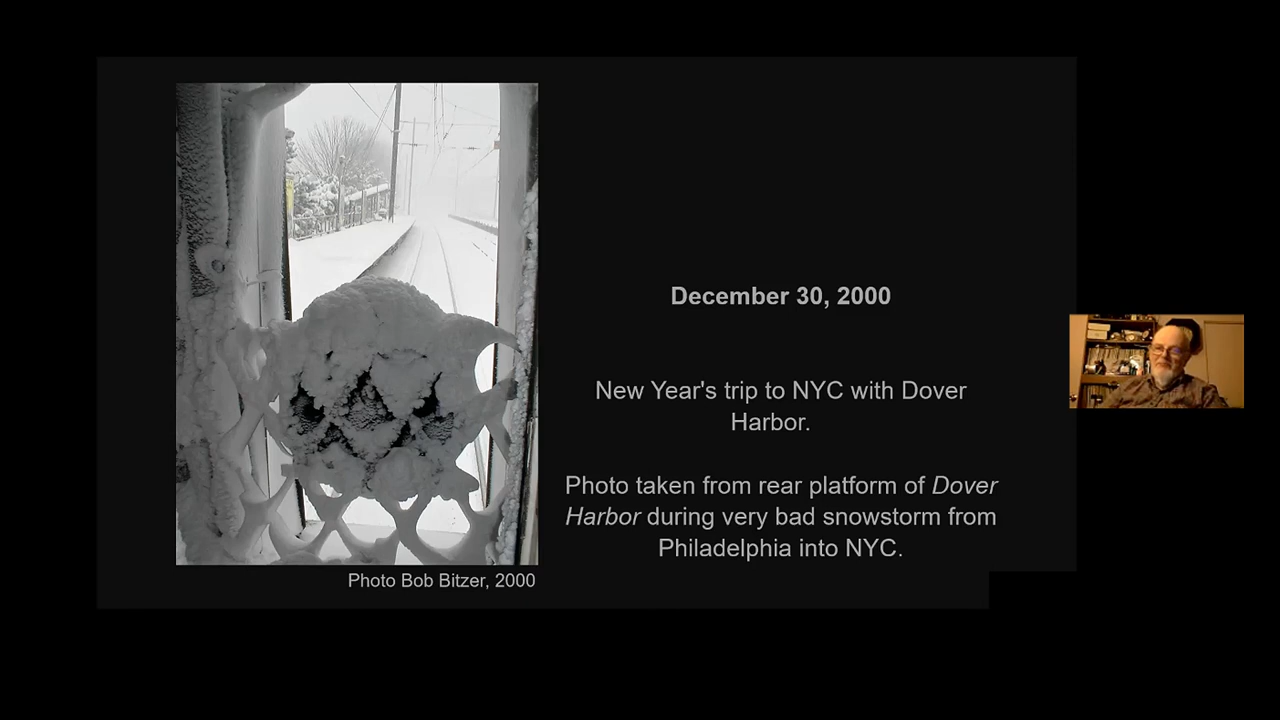 December 30, 2000
New Year's trip to NYC with Dover
Harbor.
Photo taken from rear platform of Dover
Harbor during very bad snowstorm from
Philadelphia into NYC.
Photo Bob Bitzer, 2000